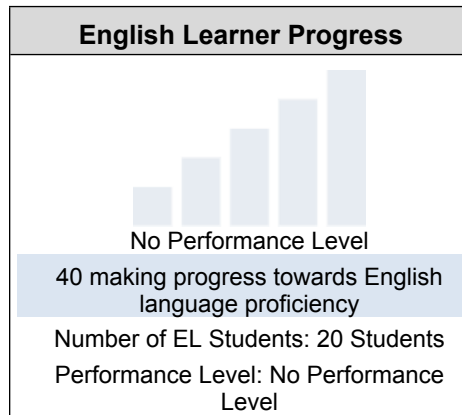 English Learner Progress
No Performance Level
40 making progress towards English
language proficiency
Number of EL Students: 20 Students
Performance Level: No Performance
Level